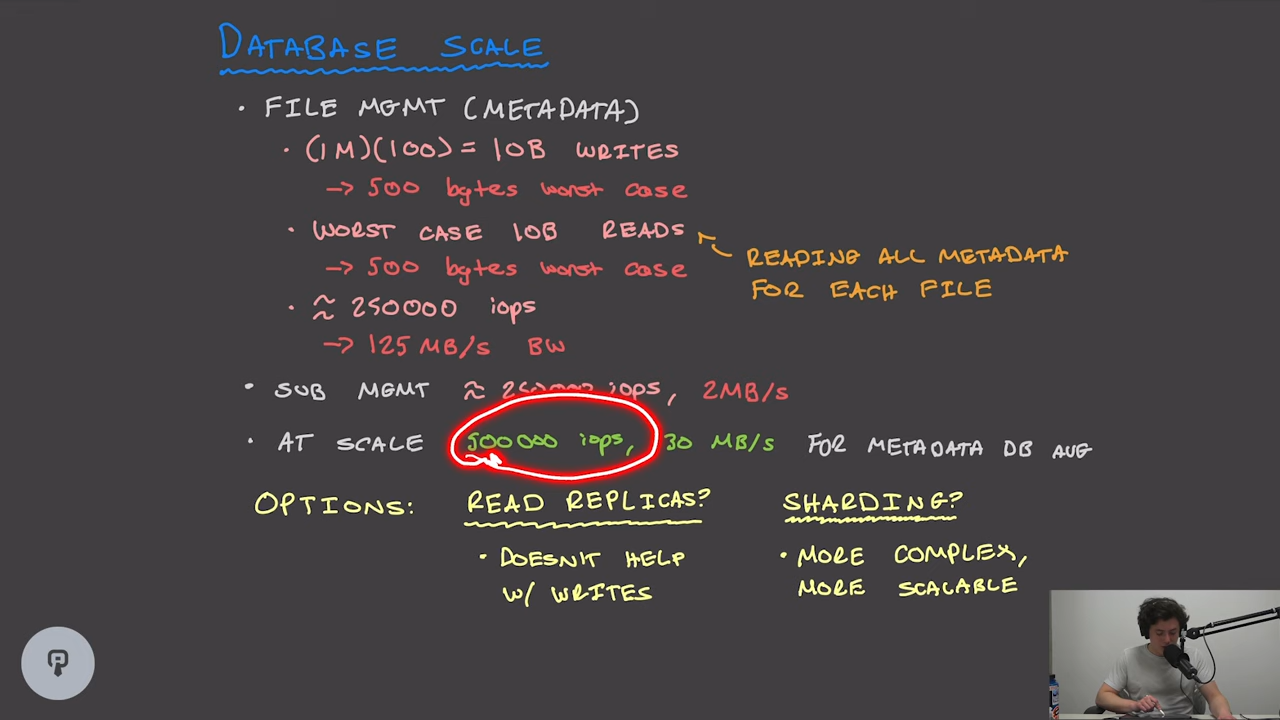 DATABASE SCALE
• FILE MGMT (METADATA)
• (1M)(100) = 10B WRITES
→ 500 bytes worst case
• WORST CASE 10B READS
→ 500 bytes worst case
READING ALL METADATA
FOR EACH FILE
• ≈ 250000 iops
→ 125 MB/s BW
• SUB MGMT ≈ 250000 iops, 2MB/s
• AT SCALE 500000 iops, 30 MB/s FOR METADATA DB AUG
OPTIONS: READ REPLICAS? SHARDING?
• DOESN'T HELP
W/ WRITES
• MORE COMPLEX,
MORE SCALABLE